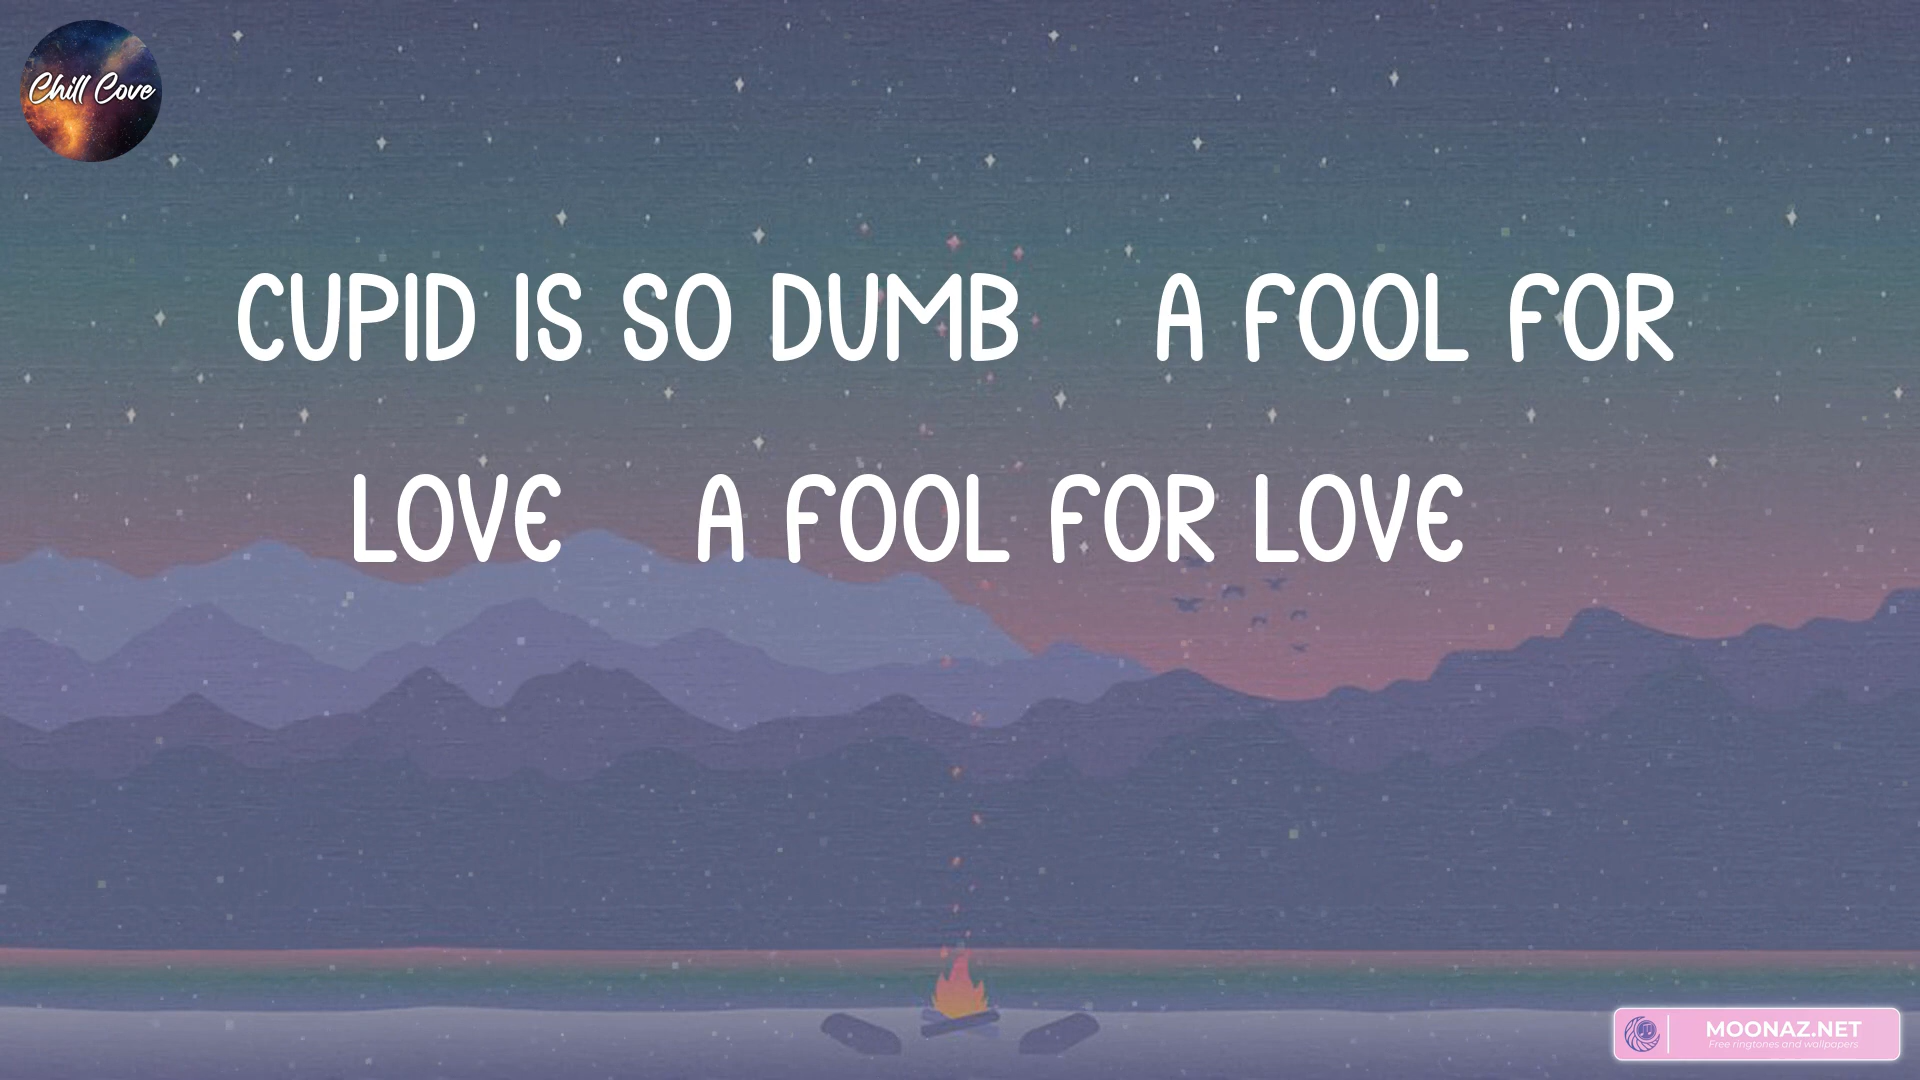 Chill Cove
CUPID IS SO DUMB A FOOL FOR
LOVE A FOOL FOR LOVE
MOONAZ.NET
Free ringtones and wallpapers